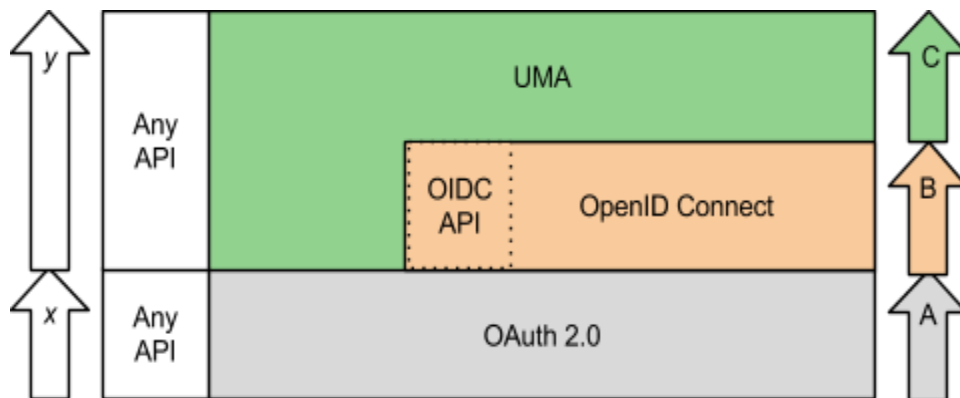 y
Any
API
UMA
C
OIDC
API
OpenID Connect
B
x
Any
API
OAuth 2.0
A